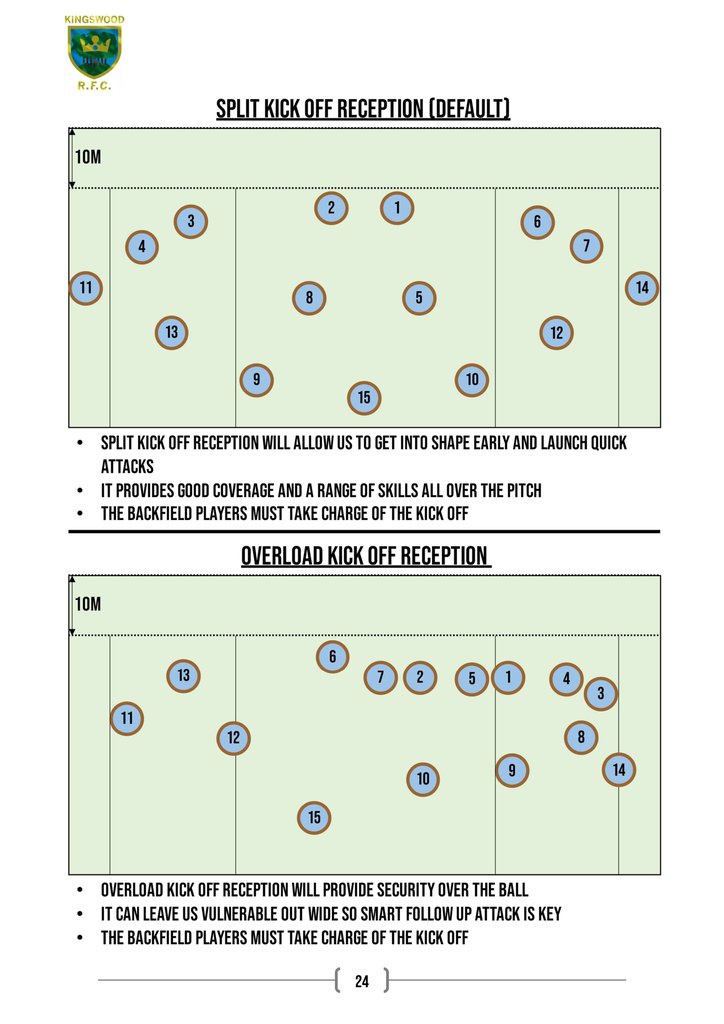 KINGSWOOD
R.F.C.
SPLIT KICK OFF RECEPTION (DEFAULT)
10M
2 1
3 6
4 7
11 14
8 5
13 12
9 10
15
• SPLIT KICK OFF RECEPTION WILL ALLOW US TO GET INTO SHAPE EARLY AND LAUNCH QUICK
ATTACKS
• IT PROVIDES GOOD COVERAGE AND A RANGE OF SKILLS ALL OVER THE PITCH
• THE BACKFIELD PLAYERS MUST TAKE CHARGE OF THE KICK OFF
OVERLOAD KICK OFF RECEPTION
10M
6
13 7 2 5 1 4
3
11
12 8
10 9 14
15
• OVERLOAD KICK OFF RECEPTION WILL PROVIDE SECURITY OVER THE BALL
• IT CAN LEAVE US VULNERABLE OUT WIDE SO SMART FOLLOW UP ATTACK IS KEY
• THE BACKFIELD PLAYERS MUST TAKE CHARGE OF THE KICK OFF
24